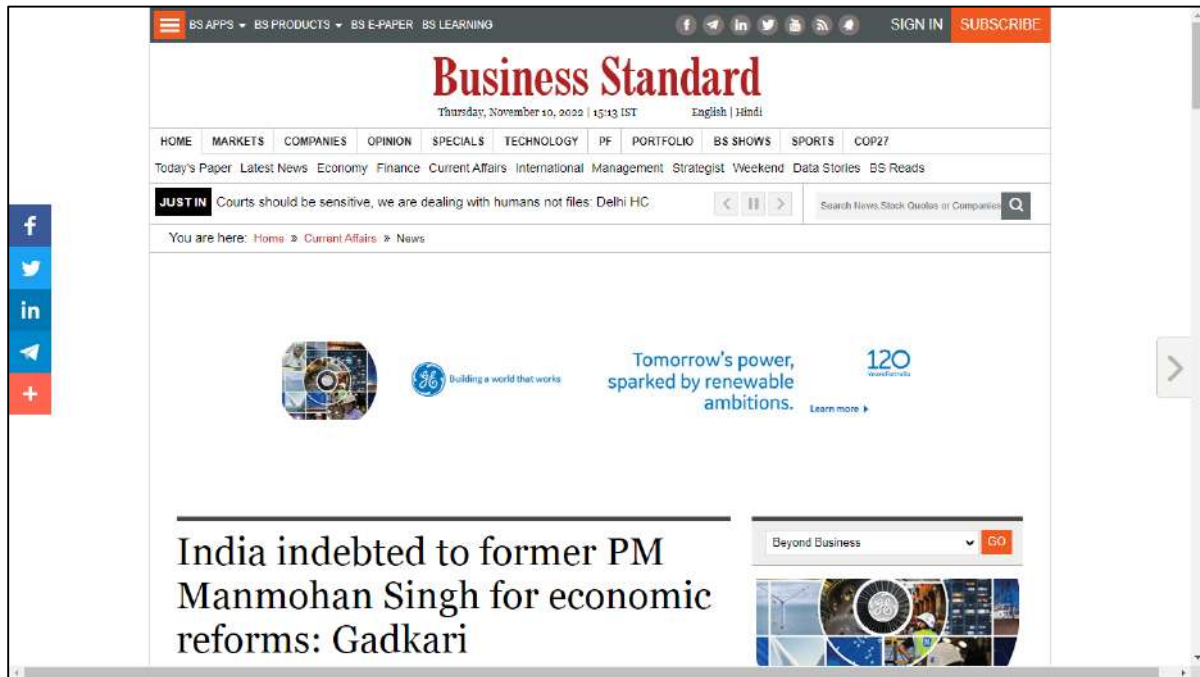 BS APPS BS PRODUCTS BS E-PAPER BS LEARNING SIGN IN SUBSCRIBE
Business Standard
Thursday, November 10, 2022 | 15:13 IST English | Hindi
HOME MARKETS COMPANIES OPINION SPECIALS TECHNOLOGY PF PORTFOLIO BS SHOWS SPORTS COP27
Today's Paper Latest News Economy Finance Current Affairs International Management Strategist Weekend Data Stories BS Reads
JUST IN Courts should be sensitive, we are dealing with humans not files: Delhi HC Search News, Stock Quotes or Companies
You are here: Home » Current Affairs » News
Building a world that works
Tomorrow's power,
sparked by renewable
ambitions.
120
Learn more
Beyond Business GO
India indebted to former PM
Manmohan Singh for economic
reforms: Gadkari